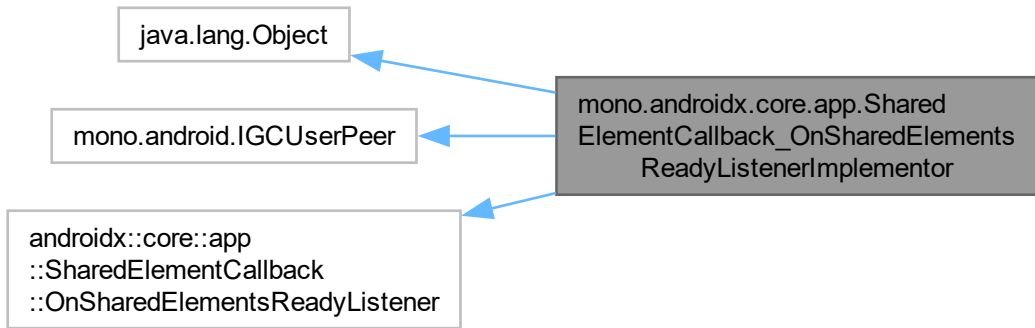 java.lang.Object
mono.android.IGCUserPeer
androidx::core::app
::SharedElementCallback
::OnSharedElementsReadyListener
mono.androidx.core.app.Shared
ElementCallback_OnSharedElements
ReadyListenerImplementor